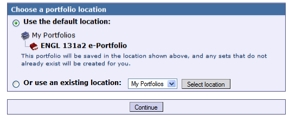 Choose a portfolio location
Use the default location:
My Portfolios
ENGL 131a2 e-Portfolio
This portfolio will be saved in the location shown above, and any sets that do not
already exist will be created for you.
Or use an existing location: My Portfolios Select location
Continue